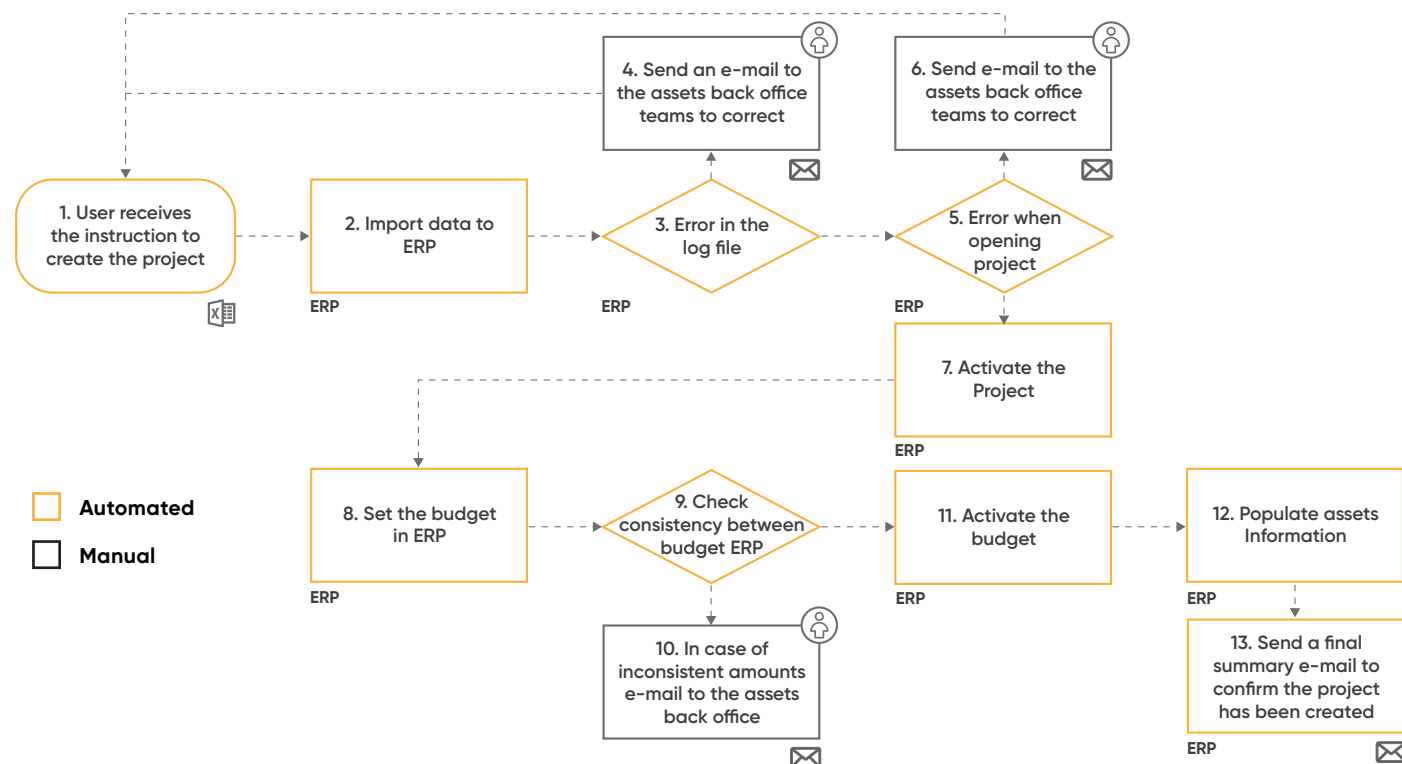 4. Send an e-mail to
the assets back office
teams to correct
6. Send e-mail to the
assets back office
teams to correct
1. User receives
the instruction to
create the project
X
2. Import data to
ERP
ERP
3. Error in the
log file
ERP
5. Error when
opening
project
ERP
7. Activate the
Project
ERP
Automated
Manual
8. Set the budget
in ERP
ERP
9. Check
consistency between
budget ERP
11. Activate the
budget
ERP
12. Populate assets
Information
ERP
10. In case of
inconsistent amounts
e-mail to the assets
back office
13. Send a final
summary e-mail to
confirm the project
has been created
ERP